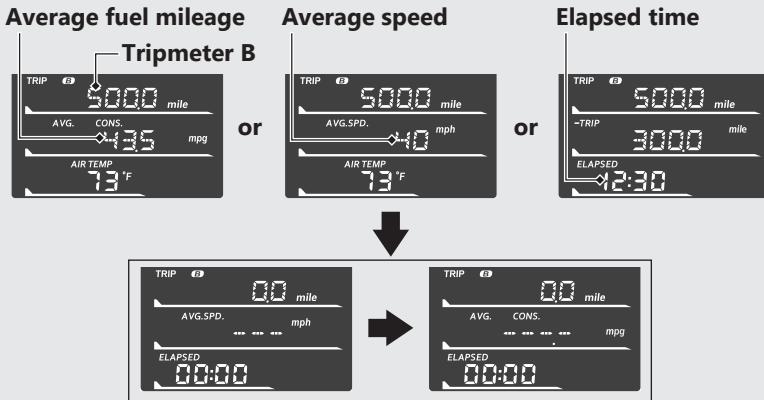 Average fuel mileage
Tripmeter B
TRIP B
500.0 mile
AVG. CONS.
43.5 mpg
AIR TEMP
73 °F
or
Average speed
TRIP B
500.0 mile
AVG.SPD.
40 mph
AIR TEMP
73 °F
or
Elapsed time
TRIP B
500.0 mile
-TRIP
300.0 mile
ELAPSED
12:30
TRIP B
0.0 mile
AVG.SPD.
--- mph
ELAPSED
00:00
TRIP B
0.0 mile
AVG. CONS.
---.- mpg
ELAPSED
00:00